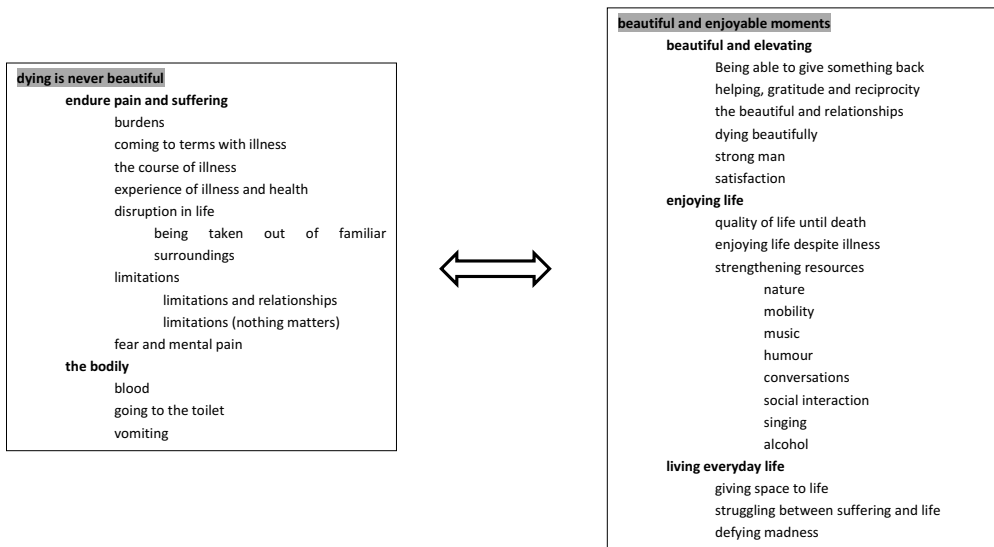 dying is never beautiful
endure pain and suffering
burdens
coming to terms with illness
the course of illness
experience of illness and health
disruption in life
being taken out of familiar
surroundings
limitations
limitations and relationships
limitations (nothing matters)
fear and mental pain
the bodily
blood
going to the toilet
vomiting
beautiful and enjoyable moments
beautiful and elevating
Being able to give something back
helping, gratitude and reciprocity
the beautiful and relationships
dying beautifully
strong man
satisfaction
enjoying life
quality of life until death
enjoying life despite illness
strengthening resources
nature
mobility
music
humour
conversations
social interaction
singing
alcohol
living everyday life
giving space to life
struggling between suffering and life
defying madness